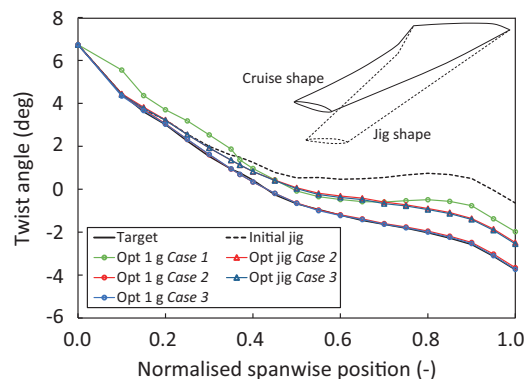 8
6
4
2
0
-2
-4
-6
Twist angle (deg)
Cruise shape
Jig shape
Target
Initial jig
Opt 1 g Case 1
Opt 1 g Case 2
Opt jig Case 2
Opt 1 g Case 3
Opt jig Case 3
0.0 0.2 0.4 0.6 0.8 1.0
Normalised spanwise position (-)